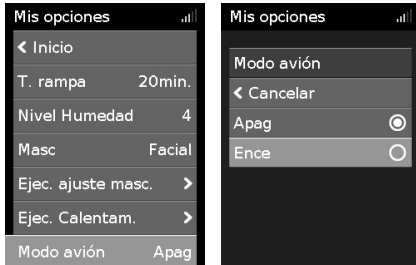 Mis opciones
Inicio
T. rampa 20min.
Nivel Humedad 4
Masc Facial
Ejec. ajuste masc.
Ejec. Calentam.
Modo avión Apag
Mis opciones
Modo avión
Cancelar
Apag
Ence